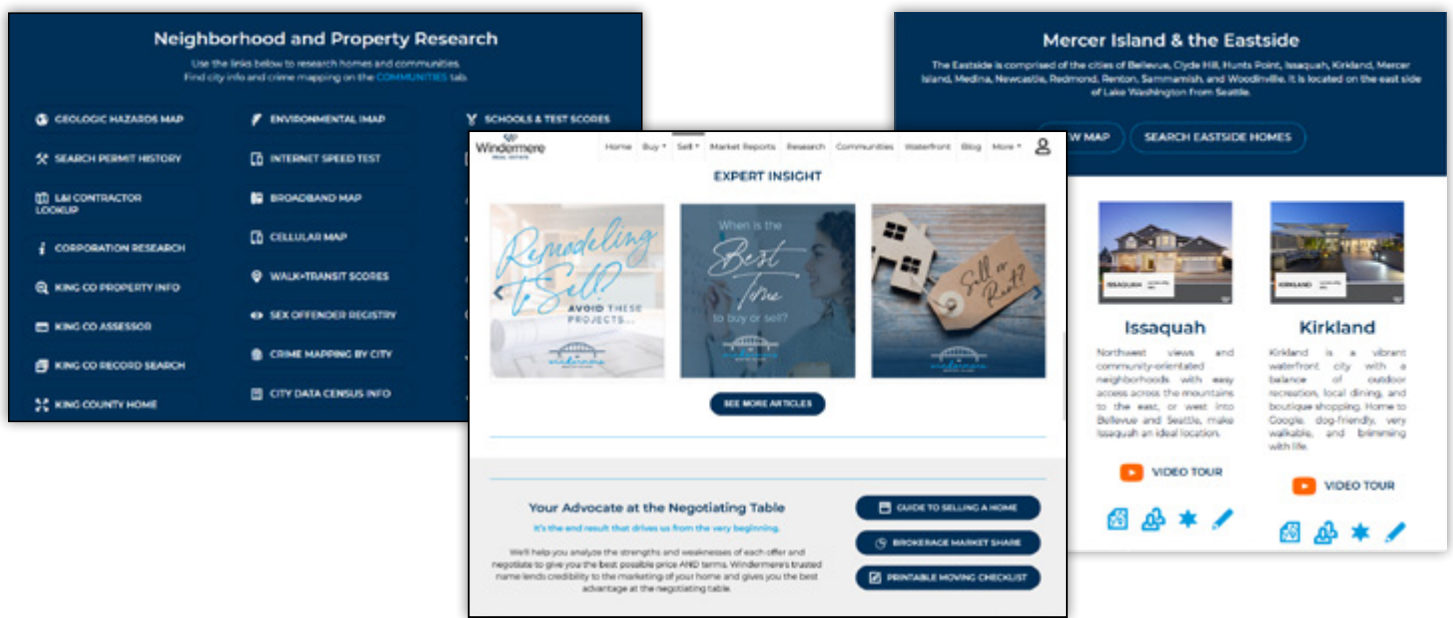 Neighborhood and Property Research
Use the links below to research homes and communities.
Find city info and crime mapping on the COMMUNITIES tab.
GEOLOGIC HAZARDS MAP
SEARCH PERMIT HISTORY
L&I CONTRACTOR
LOOKUP
CORPORATION RESEARCH
KING CO PROPERTY INFO
KING CO ASSESSOR
KING CO RECORD SEARCH
KING COUNTY HOME
ENVIRONMENTAL IMAP
INTERNET SPEED TEST
BROADBAND MAP
CELLULAR MAP
WALK+TRANSIT SCORES
SEX OFFENDER REGISTRY
CRIME MAPPING BY CITY
CITY DATA CENSUS INFO
SCHOOLS & TEST SCORES
Windermere
REAL ESTATE
Home Buy Sell Market Reports Research Communities Waterfront Blog More
EXPERT INSIGHT
Remodeling
to Sell?
AVOID THESE
PROJECTS...
windermere
When is the
Best
Time
to buy or sell?
windermere
Sell or
Rent?
windermere
SEE MORE ARTICLES
Your Advocate at the Negotiating Table
It's the end result that drives us from the very beginning.
We'll help you analyze the strengths and weaknesses of each offer and
negotiate to give you the best possible price AND terms. Windermere's trusted
name lends credibility to the marketing of your home and gives you the best
advantage at the negotiating table.
GUIDE TO SELLING A HOME
BROKERAGE MARKET SHARE
PRINTABLE MOVING CHECKLIST
Mercer Island & the Eastside
The Eastside is comprised of the cities of Bellevue, Clyde Hill, Hunts Point, Issaquah, Kirkland, Mercer
Island, Medina, Newcastle, Redmond, Renton, Sammamish, and Woodinville. It is located on the east side
of Lake Washington from Seattle.
W MAP
SEARCH EASTSIDE HOMES
ISSAQUAH
Issaquah
Northwest views and
community-orientated
neighborhoods with easy
access across the mountains
to the east, or west into
Bellevue and Seattle, make
Issaquah an ideal location.
VIDEO TOUR
KIRKLAND
Kirkland
Kirkland is a vibrant
waterfront city with a
balance of outdoor
recreation, local dining, and
boutique shopping. Home to
Google, dog-friendly, very
walkable, and brimming
with life.
VIDEO TOUR